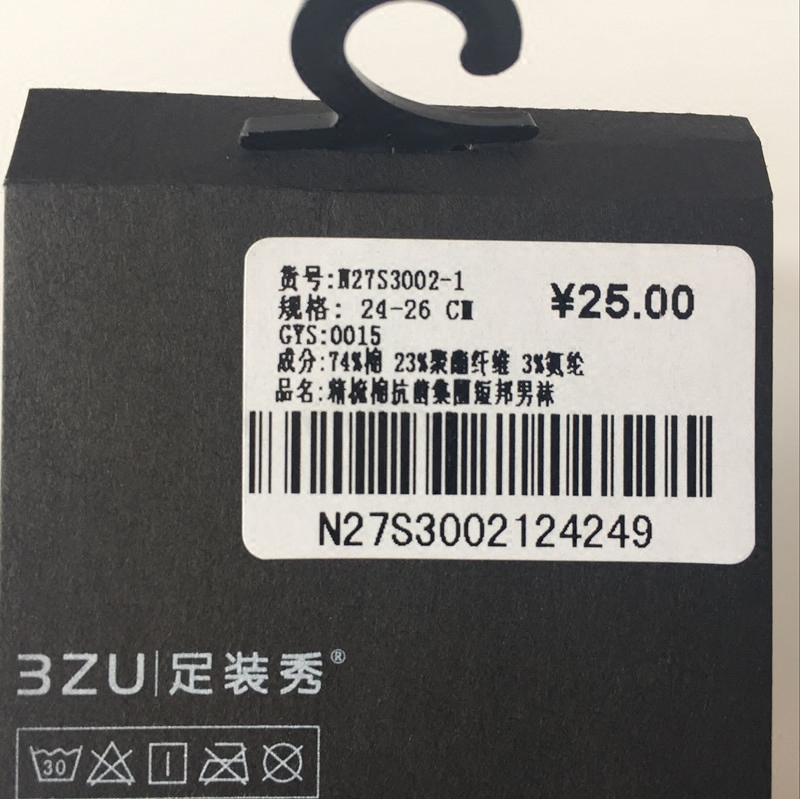 货号:N27S3002-1
¥25.00
规格: 24-26 CM
GYS:0015
成分:74%棉 23%聚酯纤维 3%氨纶
品名:精梳棉抗菌集圈短邦男袜
N27S3002124249
3ZU|足装秀®
30